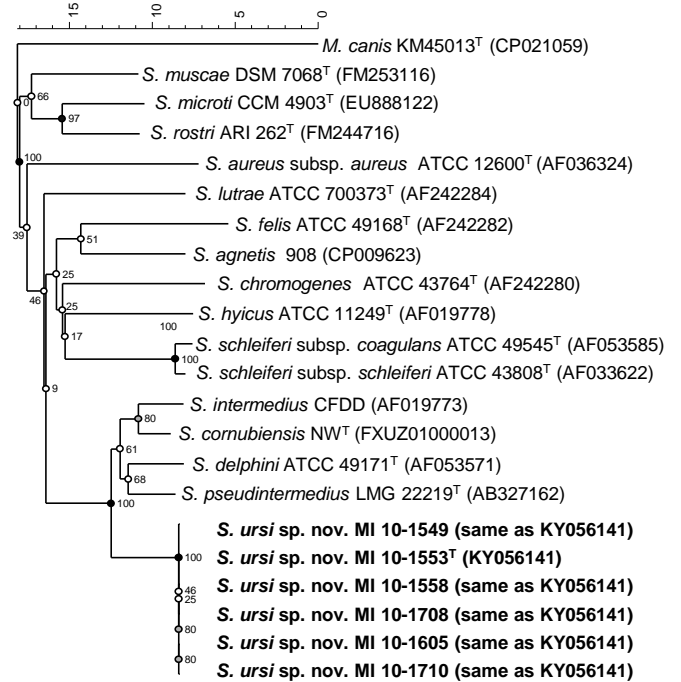 15 10 5 0
M. canis KM45013T (CP021059)
S. muscae DSM 7068T (FM253116)
66
0
S. microti CCM 4903T (EU888122)
97
S. rostri ARI 262T (FM244716)
100
S. aureus subsp. aureus ATCC 12600T (AF036324)
S. lutrae ATCC 700373T (AF242284)
S. felis ATCC 49168T (AF242282)
39
51
S. agnetis 908 (CP009623)
25
S. chromogenes ATCC 43764T (AF242280)
46
25
S. hyicus ATCC 11249T (AF019778)
100
17
S. schleiferi subsp. coagulans ATCC 49545T (AF053585)
100
S. schleiferi subsp. schleiferi ATCC 43808T (AF033622)
9
S. intermedius CFDD (AF019773)
80
S. cornubiensis NWT (FXUZ01000013)
61
S. delphini ATCC 49171T (AF053571)
68
S. pseudintermedius LMG 22219T (AB327162)
100
S. ursi sp. nov. MI 10-1549 (same as KY056141)
100
S. ursi sp. nov. MI 10-1553T (KY056141)
S. ursi sp. nov. MI 10-1558 (same as KY056141)
46
25
S. ursi sp. nov. MI 10-1708 (same as KY056141)
80
S. ursi sp. nov. MI 10-1605 (same as KY056141)
80
S. ursi sp. nov. MI 10-1710 (same as KY056141)